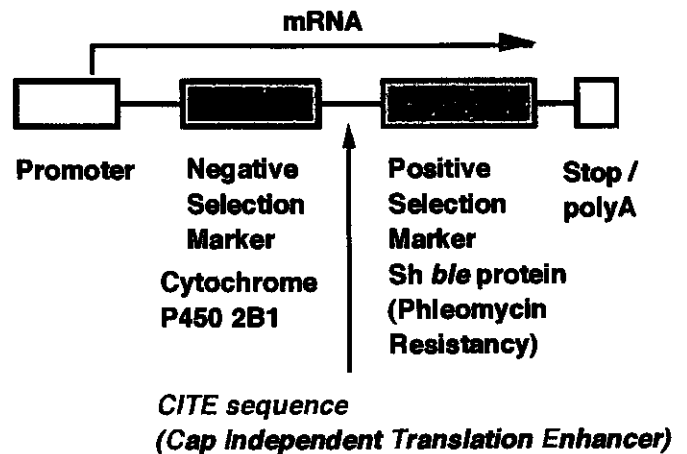 mRNA
Promoter
Negative
Selection
Marker
Cytochrome
P450 2B1
Positive
Selection
Marker
Sh ble protein
(Phleomycin
Resistancy)
Stop /
polyA
CITE sequence
(Cap Independent Translation Enhancer)